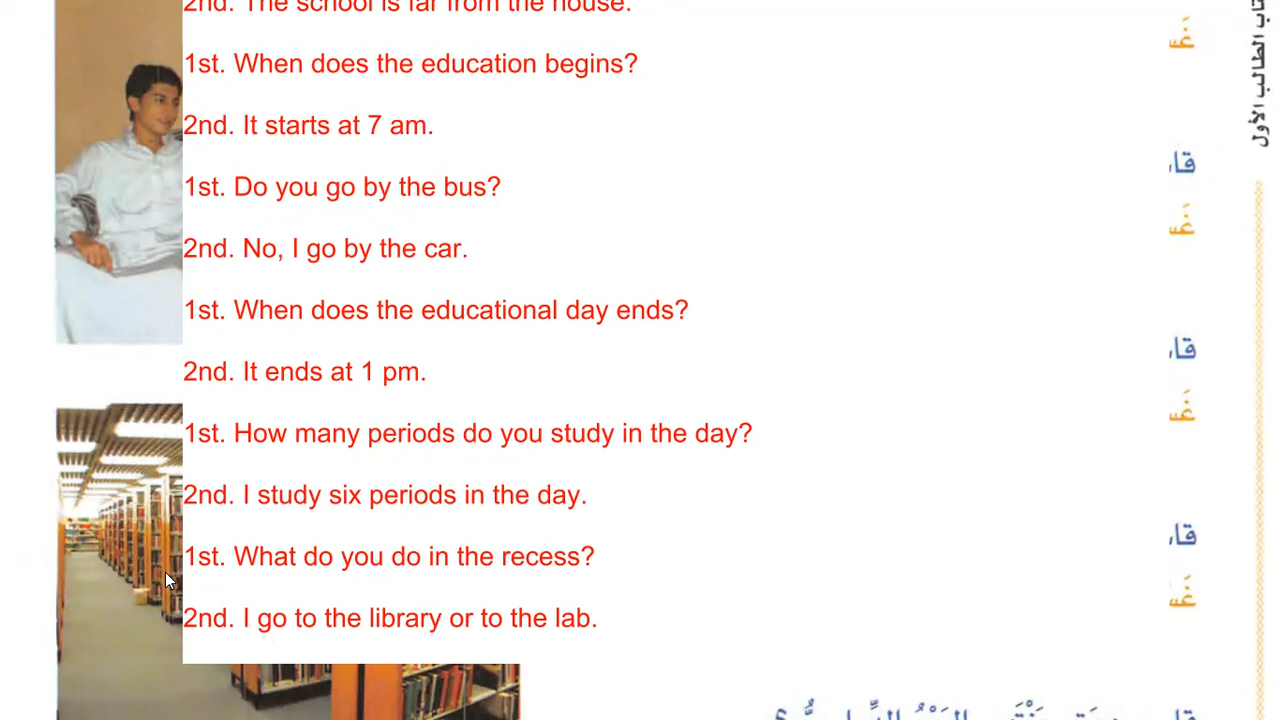 2nd. The school is far from the house.
1st. When does the education begins?
2nd. It starts at 7 am.
1st. Do you go by the bus?
2nd. No, I go by the car.
1st. When does the educational day ends?
2nd. It ends at 1 pm.
1st. How many periods do you study in the day?
2nd. I study six periods in the day.
1st. What do you do in the recess?
2nd. I go to the library or to the lab.
الطالب الأول